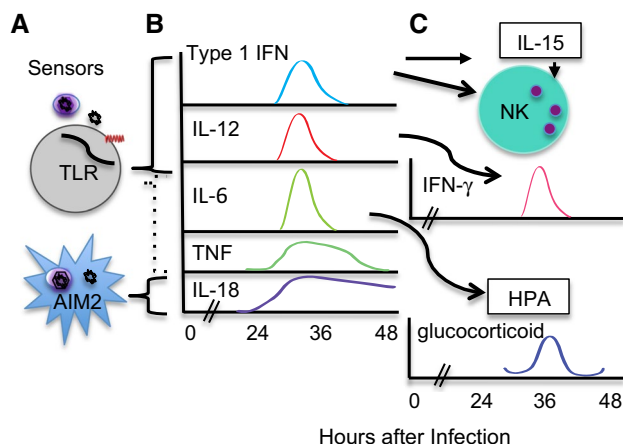 A
B
C
Sensors
TLR
AIM2
Type 1 IFN
IL-12
IL-6
TNF
IL-18
0 24 36 48
IL-15
NK
IFN-γ
HPA
glucocorticoid
0 24 36 48
Hours after Infection